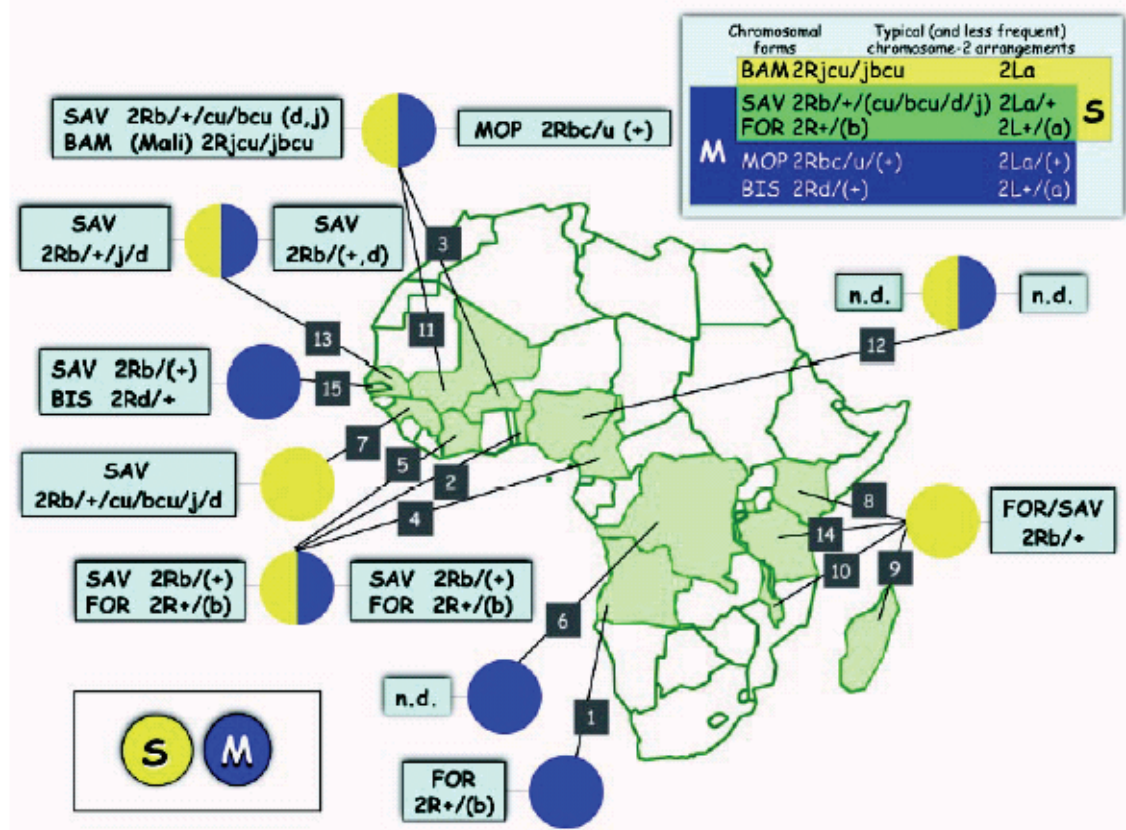 Chromosomal forms Typical (and less frequent) chromosome-2 arrangements
BAM 2Rjcu/jbcu 2La
SAV 2Rb/+/(cu/bcu/d/j) 2La/+
FOR 2R+/(b) 2L+/(a)
S
M
MOP 2Rbc/u/(+) 2La/(+)
BIS 2Rd/(+) 2L+/(a)
SAV 2Rb/+/cu/bcu (d,j)
BAM (Mali) 2Rjcu/jbcu
MOP 2Rbc/u (+)
SAV
2Rb/+/j/d
SAV
2Rb/(+,d)
3
n.d.
n.d.
13
11
12
SAV 2Rb/(+)
BIS 2Rd/+
15
7
SAV
2Rb/+/cu/bcu/j/d
5
2
4
8
14
10
9
FOR/SAV
2Rb/+
SAV 2Rb/(+)
FOR 2R+/(b)
SAV 2Rb/(+)
FOR 2R+/(b)
6
n.d.
1
S
M
FOR
2R+/(b)